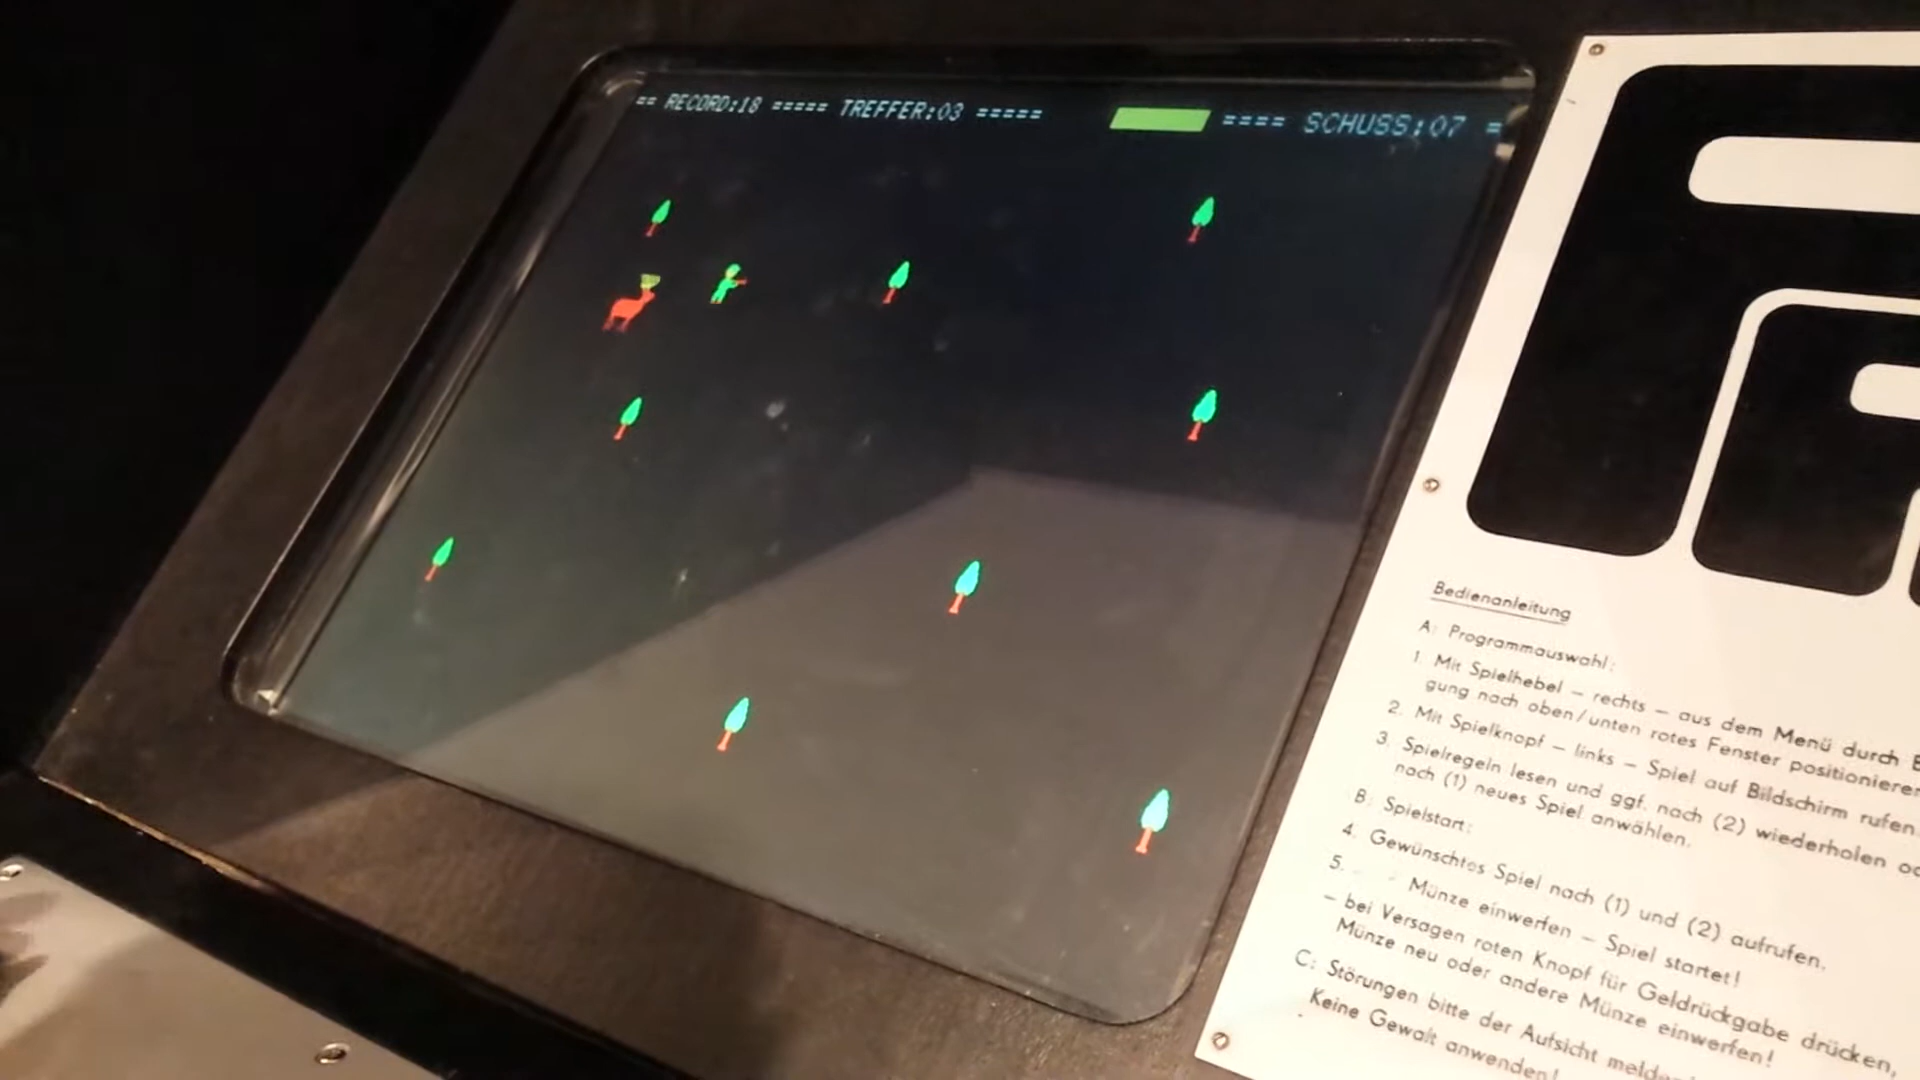 == RECORD:18 ===== TREFFER:03 ===== ==== SCHUSS:07 =
Bedienanleitung
A: Programmauswahl:
1. Mit Spielhebel – rechts – aus dem Menü durch
gung nach oben/unten rotes Fenster positionieren
2. Mit Spielknopf – links – Spiel auf Bildschirm rufen.
3. Spielregeln lesen und ggf. nach (2) wiederholen
nach (1) neues Spiel anwählen.
B: Spielstart:
4. Gewünschtes Spiel nach (1) und (2) aufrufen.
5. Münze einwerfen – Spiel startet!
– bei Versagen roten Knopf für Geldrückgabe drücken,
Münze neu oder andere Münze einwerfen!
C: Störungen bitte der Aufsicht melden
Keine Gewalt anwenden!